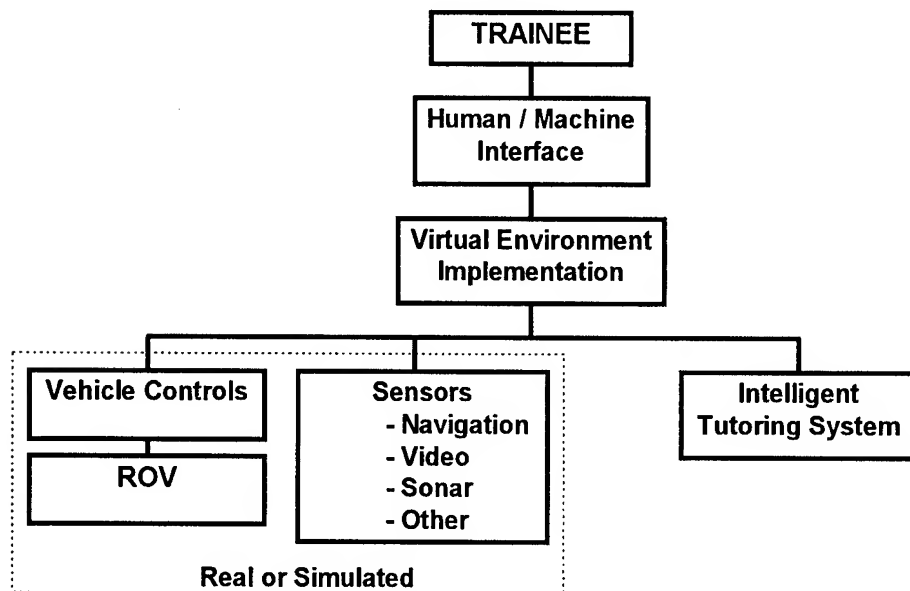 TRAINEE
Human / Machine
Interface
Virtual Environment
Implementation
Vehicle Controls
ROV
Sensors
- Navigation
- Video
- Sonar
- Other
Intelligent
Tutoring System
Real or Simulated